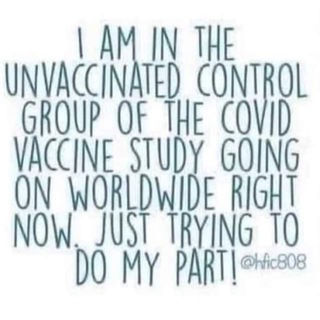 I AM IN THE
UNVACCINATED CONTROL
GROUP OF THE COVID
VACCINE STUDY GOING
ON WORLDWIDE RIGHT
NOW. JUST TRYING TO
DO MY PART! @hfic808